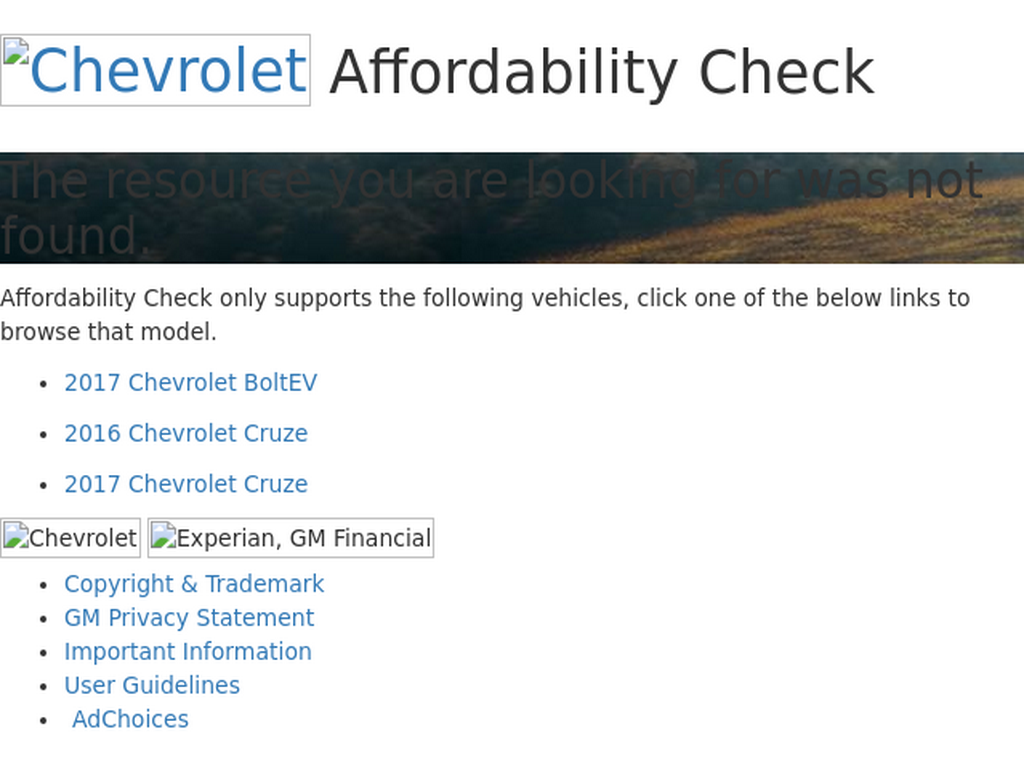 Chevrolet Affordability Check
The resource you are looking for was not
found.
Affordability Check only supports the following vehicles, click one of the below links to
browse that model.
2017 Chevrolet BoltEV
2016 Chevrolet Cruze
2017 Chevrolet Cruze
Chevrolet Experian, GM Financial
Copyright & Trademark
GM Privacy Statement
Important Information
User Guidelines
AdChoices